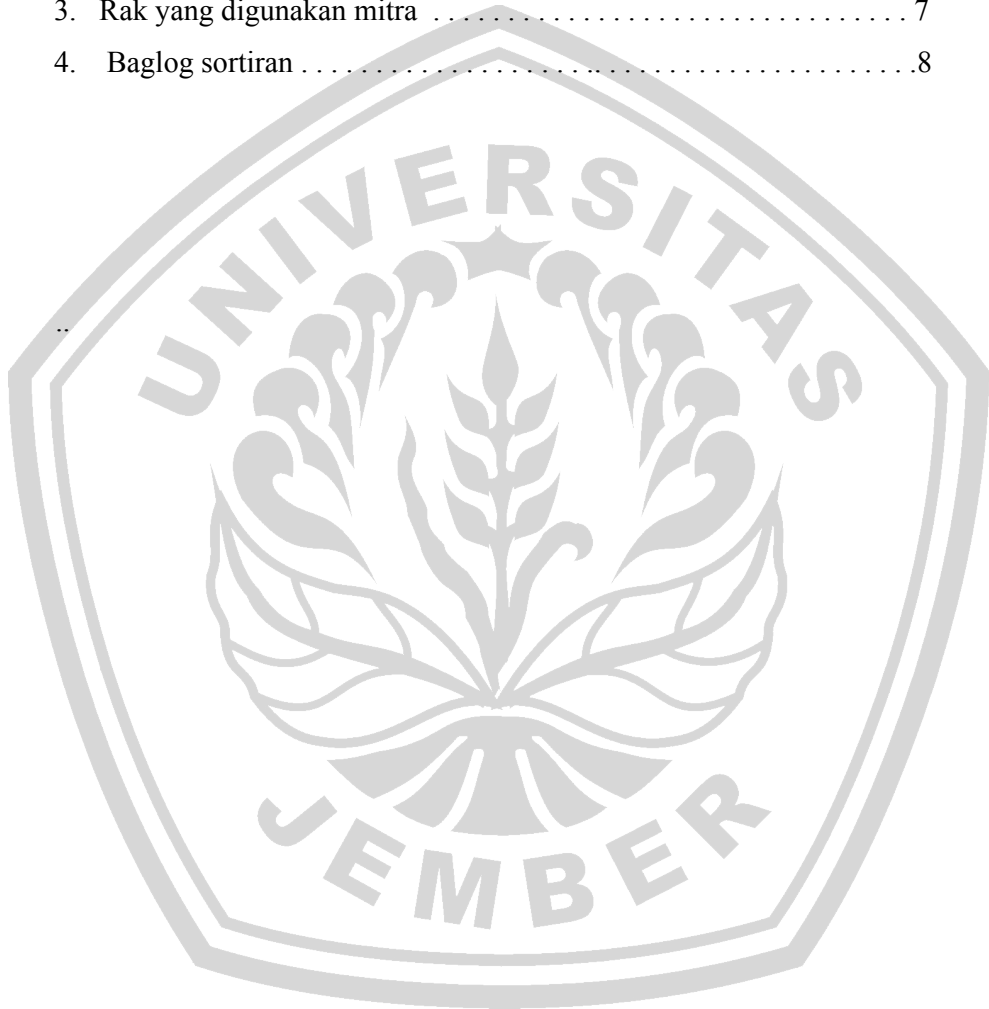 3. Rak yang digunakan mitra . . . . . . . . . . . . . . . . . . . . . . . . . . . . . . . . . 7
4. Baglog sortiran . . . . . . . . . . . . . . . . . . . . .. . . . . . . . . . . . . . . . . . . . . . .8
UNIVERSITAS
..
JEMBER